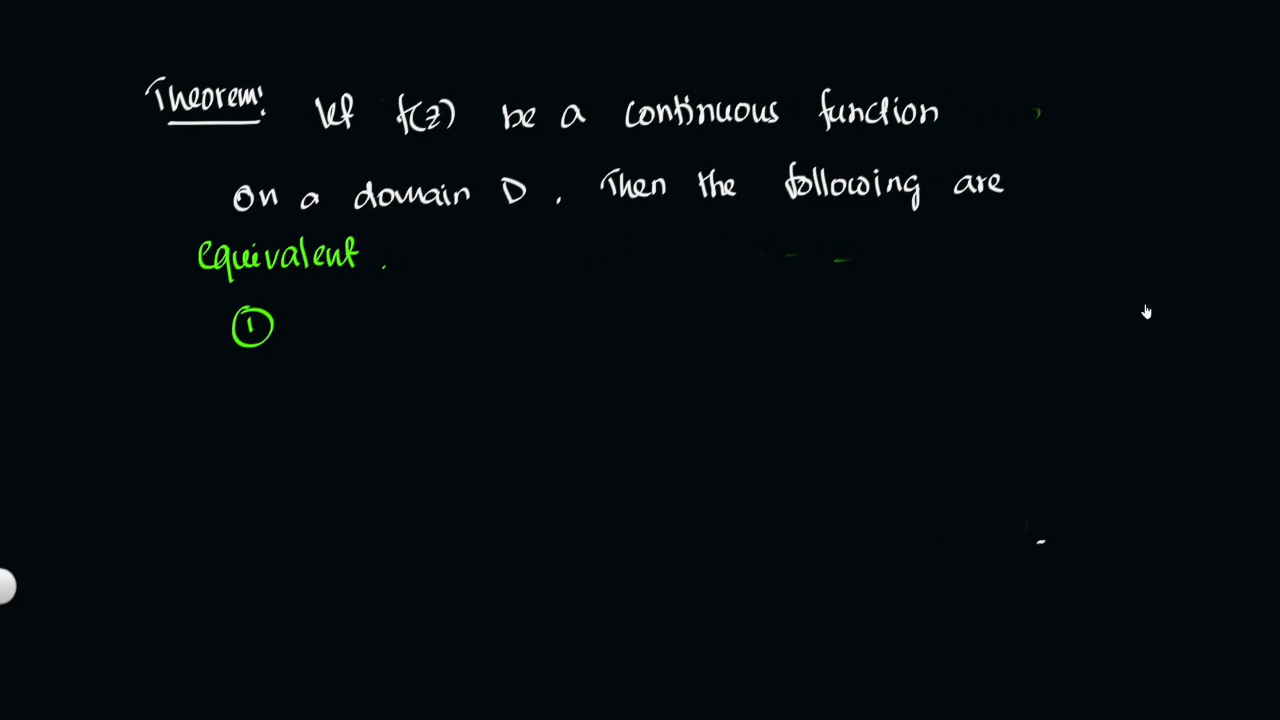 Theorem: let f(z) be a continuous function
on a domain D. Then the following are
equivalent.
①